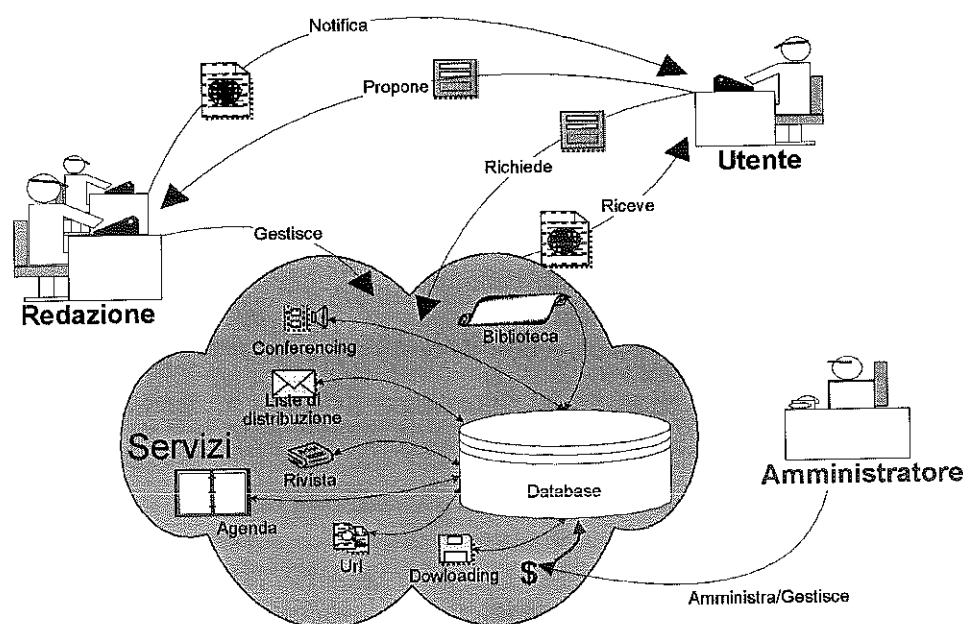 Notifica
Propone
Utente
Richiede
Riceve
Gestisce
Redazione
Biblioteca
Conferencing
Liste di
distribuzione
Servizi
Amministratore
Rivista
Database
Agenda
Url
Dowloading
$
Amministra/Gestisce